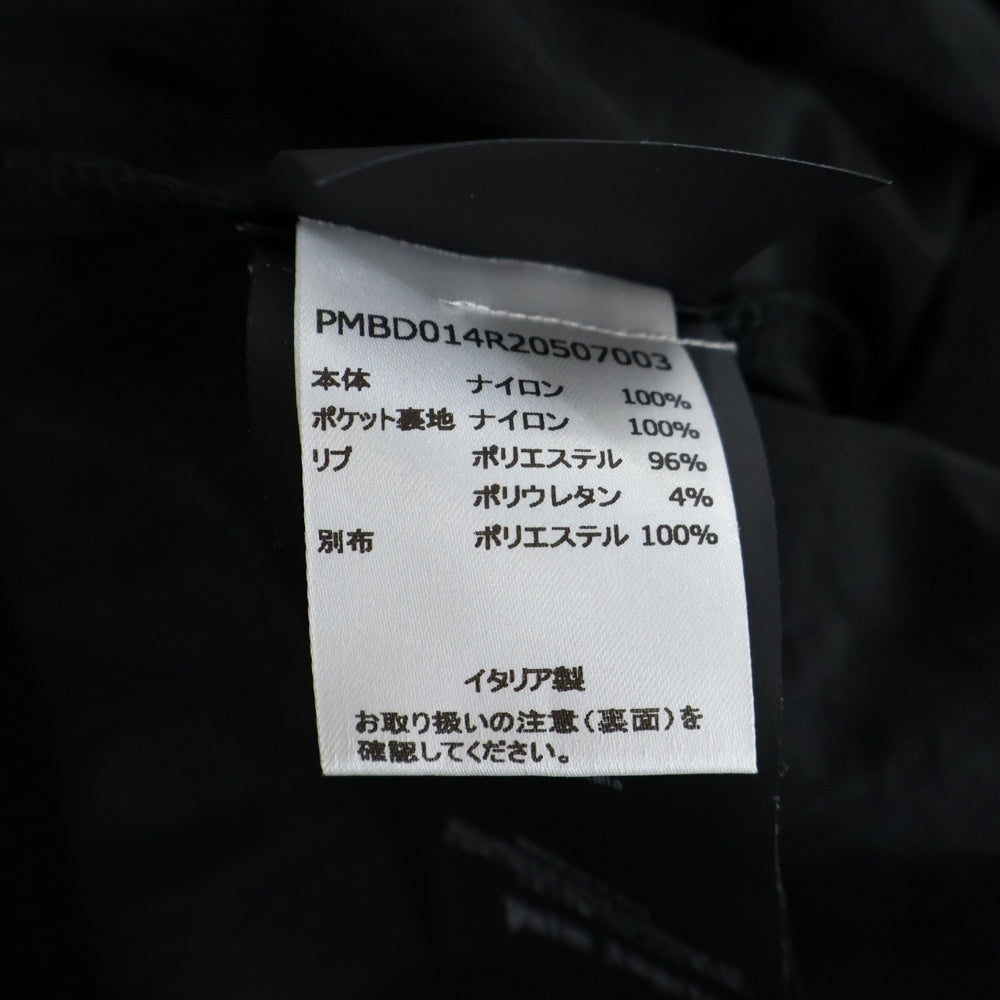 PMBD014R20507003
本体 ナイロン 100%
ポケット裏地 ナイロン 100%
リブ ポリエステル 96%
ポリウレタン 4%
別布 ポリエステル 100%
イタリア製
お取り扱いの注意(裏面)を
確認してください。